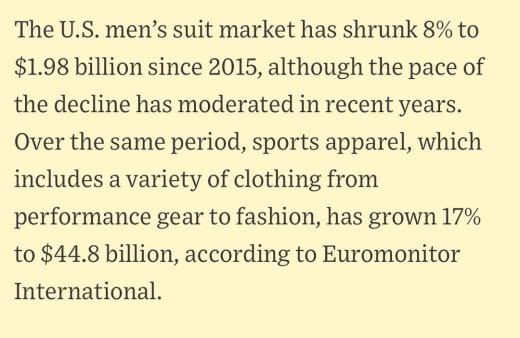 The U.S. men’s suit market has shrunk 8% to
$1.98 billion since 2015, although the pace of
the decline has moderated in recent years.
Over the same period, sports apparel, which
includes a variety of clothing from
performance gear to fashion, has grown 17%
to $44.8 billion, according to Euromonitor
International.